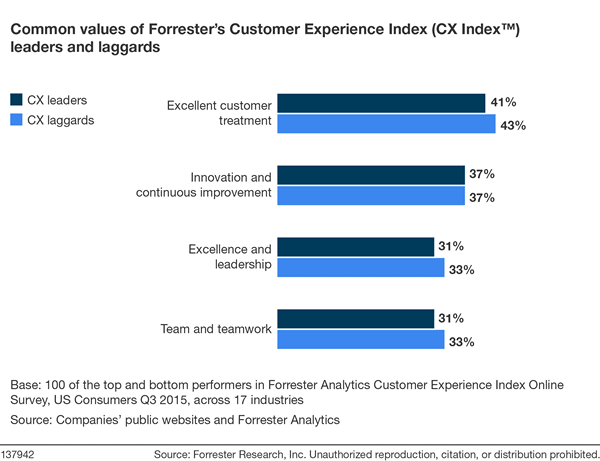 Common values of Forrester’s Customer Experience Index (CX Index™)
leaders and laggards
CX leaders
CX laggards
Excellent customer
treatment
41%
43%
Innovation and
continuous improvement
37%
37%
Excellence and
leadership
31%
33%
Team and teamwork
31%
33%
Base: 100 of the top and bottom performers in Forrester Analytics Customer Experience Index Online
Survey, US Consumers Q3 2015, across 17 industries
Source: Companies’ public websites and Forrester Analytics
137942
Source: Forrester Research, Inc. Unauthorized reproduction, citation, or distribution prohibited.